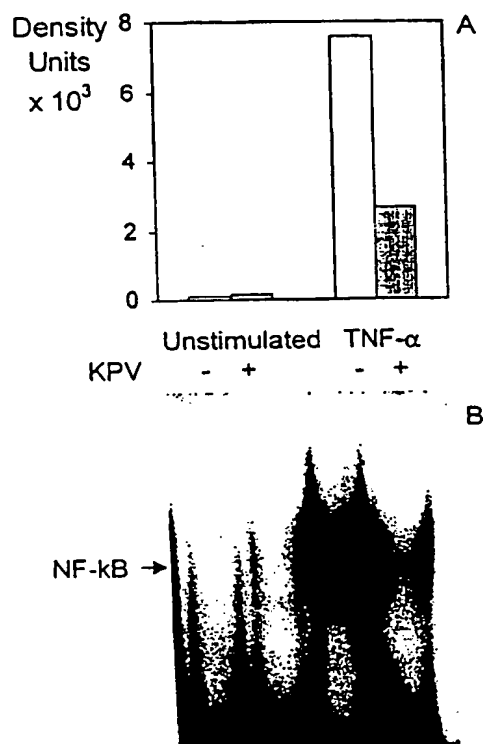 Density
Units
x 10³
A
8
6
4
2
0
Unstimulated TNF-α
KPV - + - +
B
NF-kB →